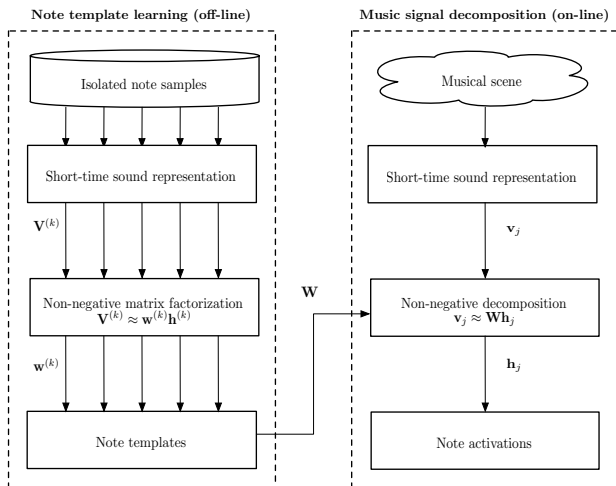 Note template learning (off-line)
Isolated note samples
Short-time sound representation
V^(k)
Non-negative matrix factorization
V^(k) ≈ w^(k)h^(k)
w^(k)
Note templates
W
Music signal decomposition (on-line)
Musical scene
Short-time sound representation
v_j
Non-negative decomposition
v_j ≈ Wh_j
h_j
Note activations